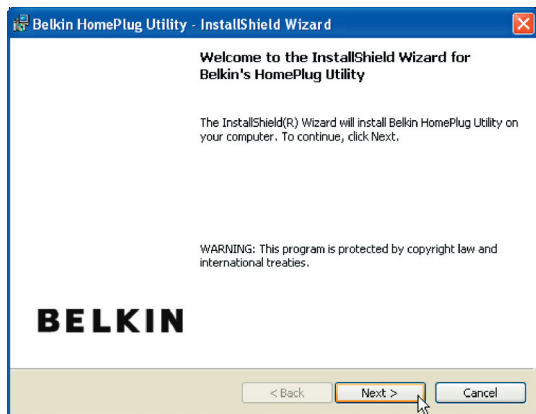 Belkin HomePlug Utility - InstallShield Wizard
Welcome to the InstallShield Wizard for
Belkin's HomePlug Utility
The InstallShield(R) Wizard will install Belkin HomePlug Utility on
your computer. To continue, click Next.
WARNING: This program is protected by copyright law and
international treaties.
BELKIN
< Back
Next >
Cancel